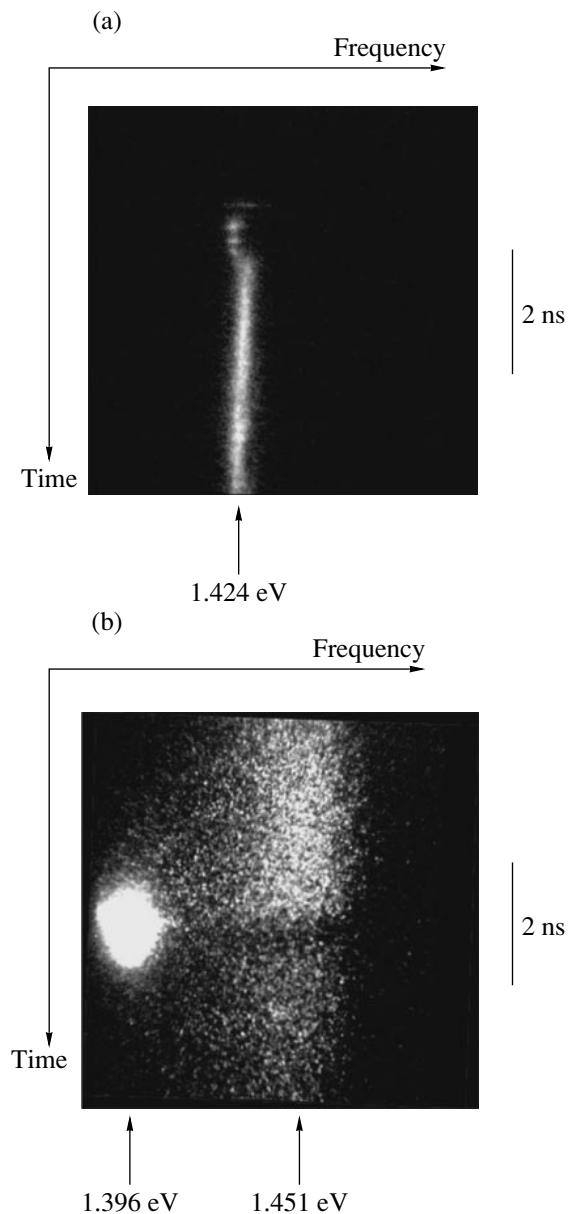 (a)
Frequency
2 ns
Time
1.424 eV
(b)
Frequency
2 ns
Time
1.396 eV 1.451 eV